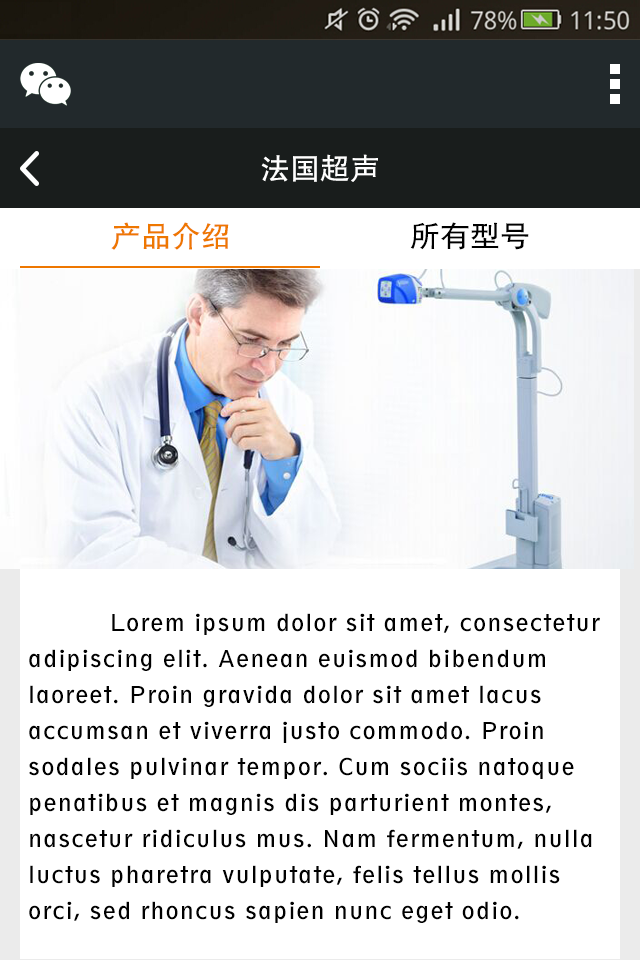 78% 11:50
法国超声
产品介绍 所有型号
Lorem ipsum dolor sit amet, consectetur
adipiscing elit. Aenean euismod bibendum
laoreet. Proin gravida dolor sit amet lacus
accumsan et viverra justo commodo. Proin
sodales pulvinar tempor. Cum sociis natoque
penatibus et magnis dis parturient montes,
nascetur ridiculus mus. Nam fermentum, nulla
luctus pharetra vulputate, felis tellus mollis
orci, sed rhoncus sapien nunc eget odio.